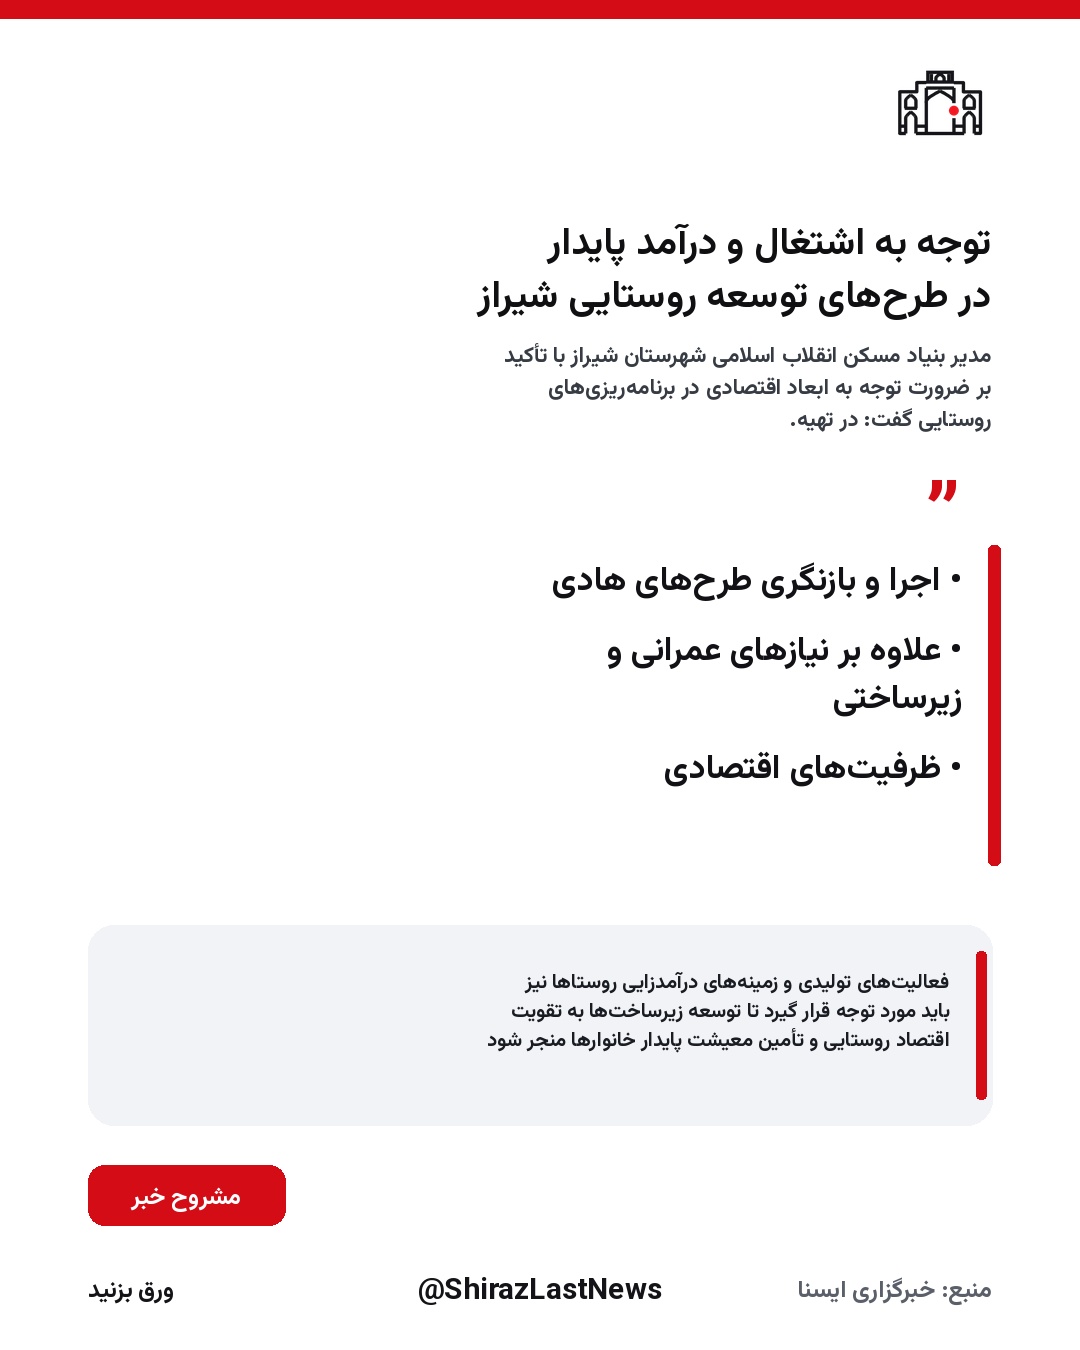 توجه به اشتغال و درآمد پایدار
در طرح‌های توسعه روستایی شیراز
مدیر بنیاد مسکن انقلاب اسلامی شهرستان شیراز با تأکید
بر ضرورت توجه به ابعاد اقتصادی در برنامه‌ریزی‌های
روستایی گفت: در تهیه.
”
• اجرا و بازنگری طرح‌های هادی
• علاوه بر نیازهای عمرانی و
زیرساختی
• ظرفیت‌های اقتصادی
فعالیت‌های تولیدی و زمینه‌های درآمدزایی روستاها نیز
باید مورد توجه قرار گیرد تا توسعه زیرساخت‌ها به تقویت
اقتصاد روستایی و تأمین معیشت پایدار خانوارها منجر شود
مشروح خبر
منبع: خبرگزاری ایسنا
@ShirazLastNews
ورق بزنید